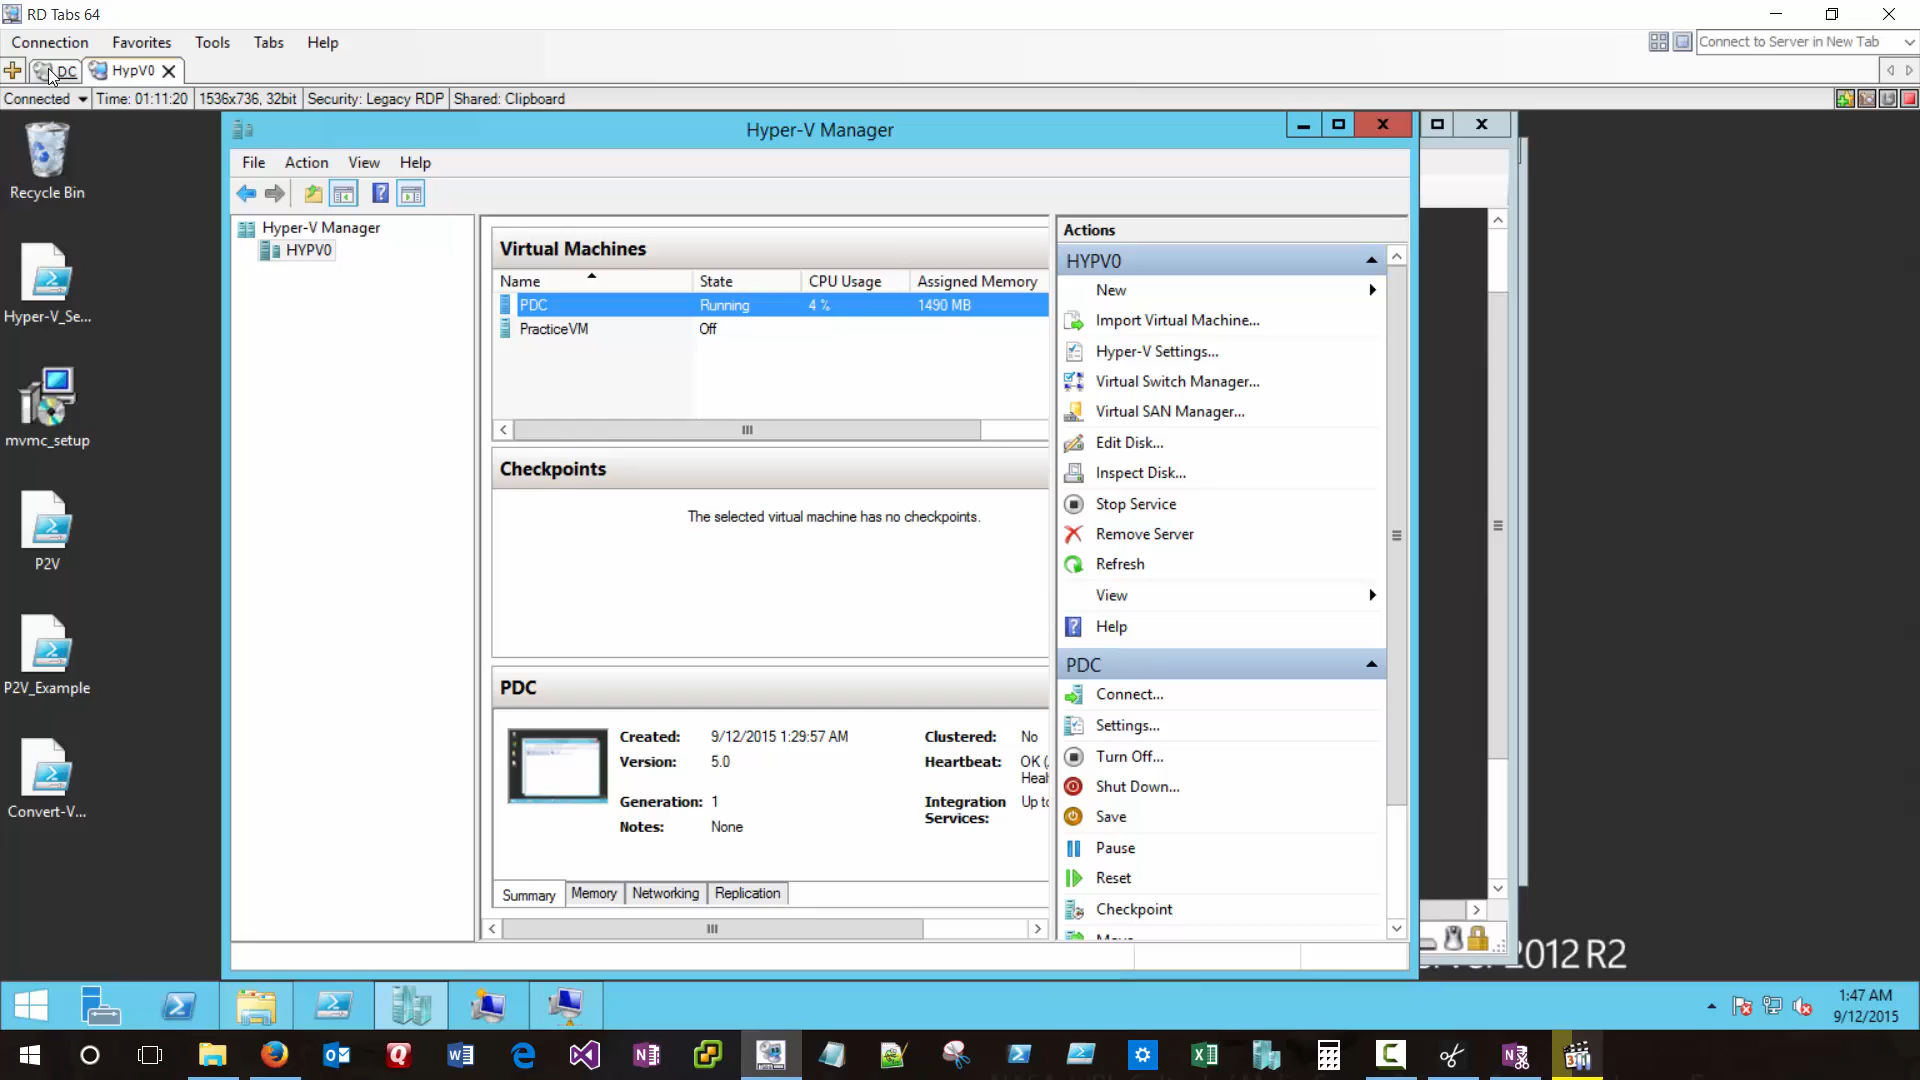 RD Tabs 64
Connection Favorites Tools Tabs Help
Connect to Server in New Tab
DC HypV0
Connected Time: 01:11:20 1536x736, 32bit Security: Legacy RDP Shared: Clipboard
Hyper-V Manager
Recycle Bin
Hyper-V_Se...
mvmc_setup
P2V
P2V_Example
Convert-V...
File Action View Help
Hyper-V Manager
HYPV0
Virtual Machines
Name State CPU Usage Assigned Memory
PDC Running 4 % 1490 MB
PracticeVM Off
Checkpoints
The selected virtual machine has no checkpoints.
PDC
Created: 9/12/2015 1:29:57 AM Clustered: No
Version: 5.0 Heartbeat: OK (
Heal
Generation: 1 Integration Services: Up to
Notes: None
Summary Memory Networking Replication
Actions
HYPV0
New
Import Virtual Machine...
Hyper-V Settings...
Virtual Switch Manager...
Virtual SAN Manager...
Edit Disk...
Inspect Disk...
Stop Service
Remove Server
Refresh
View
Help
PDC
Connect...
Settings...
Turn Off...
Shut Down...
Save
Pause
Reset
Checkpoint
2012 R2
1:47 AM
9/12/2015